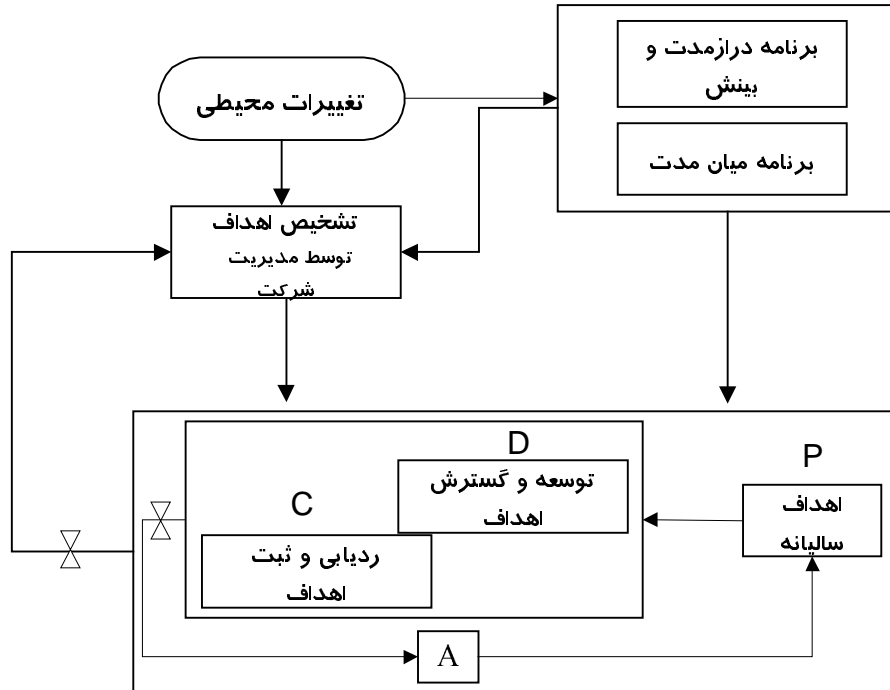 برنامه درازمدت و
بینش
برنامه میان مدت
تغییرات محیطی
تشخیص اهداف
توسط مدیریت
شرکت
P
اهداف
سالیانه
D
توسعه و گسترش
اهداف
C
ردیابی و ثبت
اهداف
A